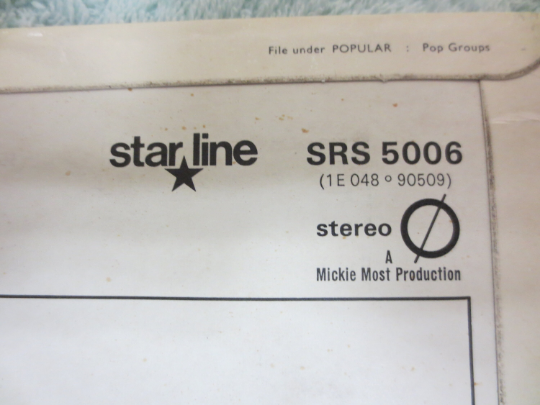 File under POPULAR : Pop Groups
star line SRS 5006
(1E 048 o 90509)
stereo
A
Mickie Most Production